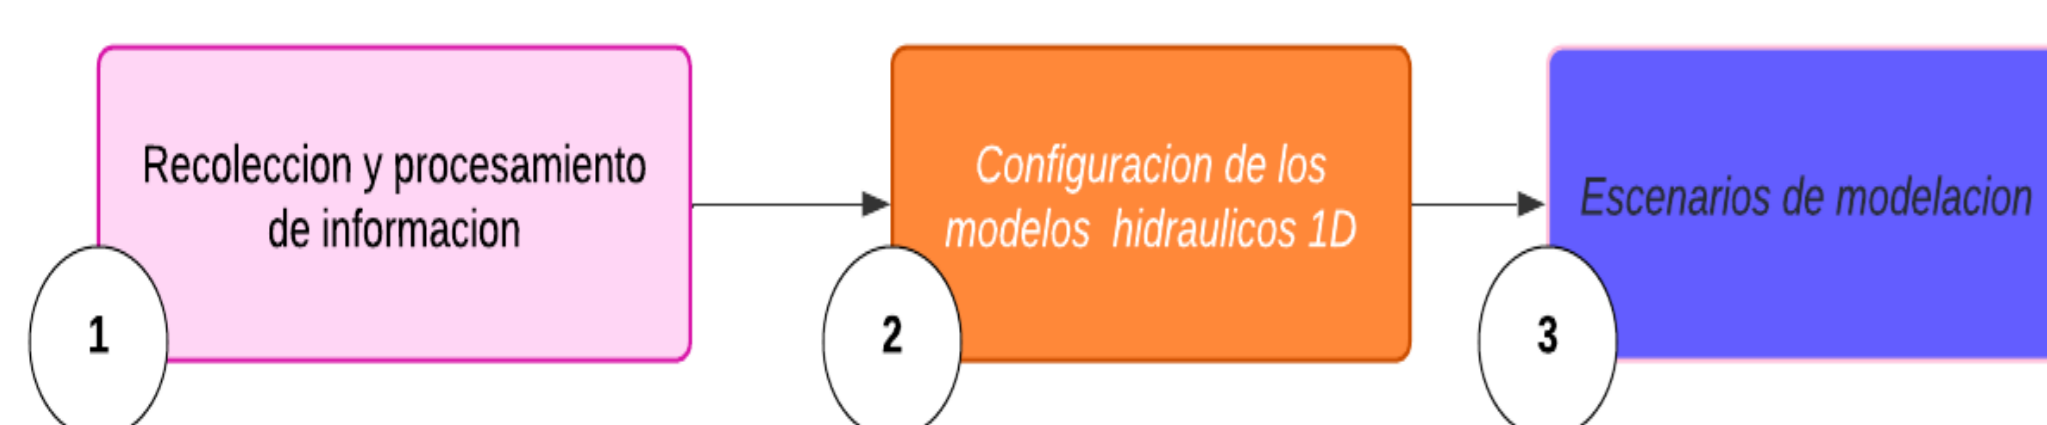 Recoleccion y procesamiento
de informacion
1
Configuracion de los
modelos  hidraulicos 1D
2
Escenarios de modelacion
3